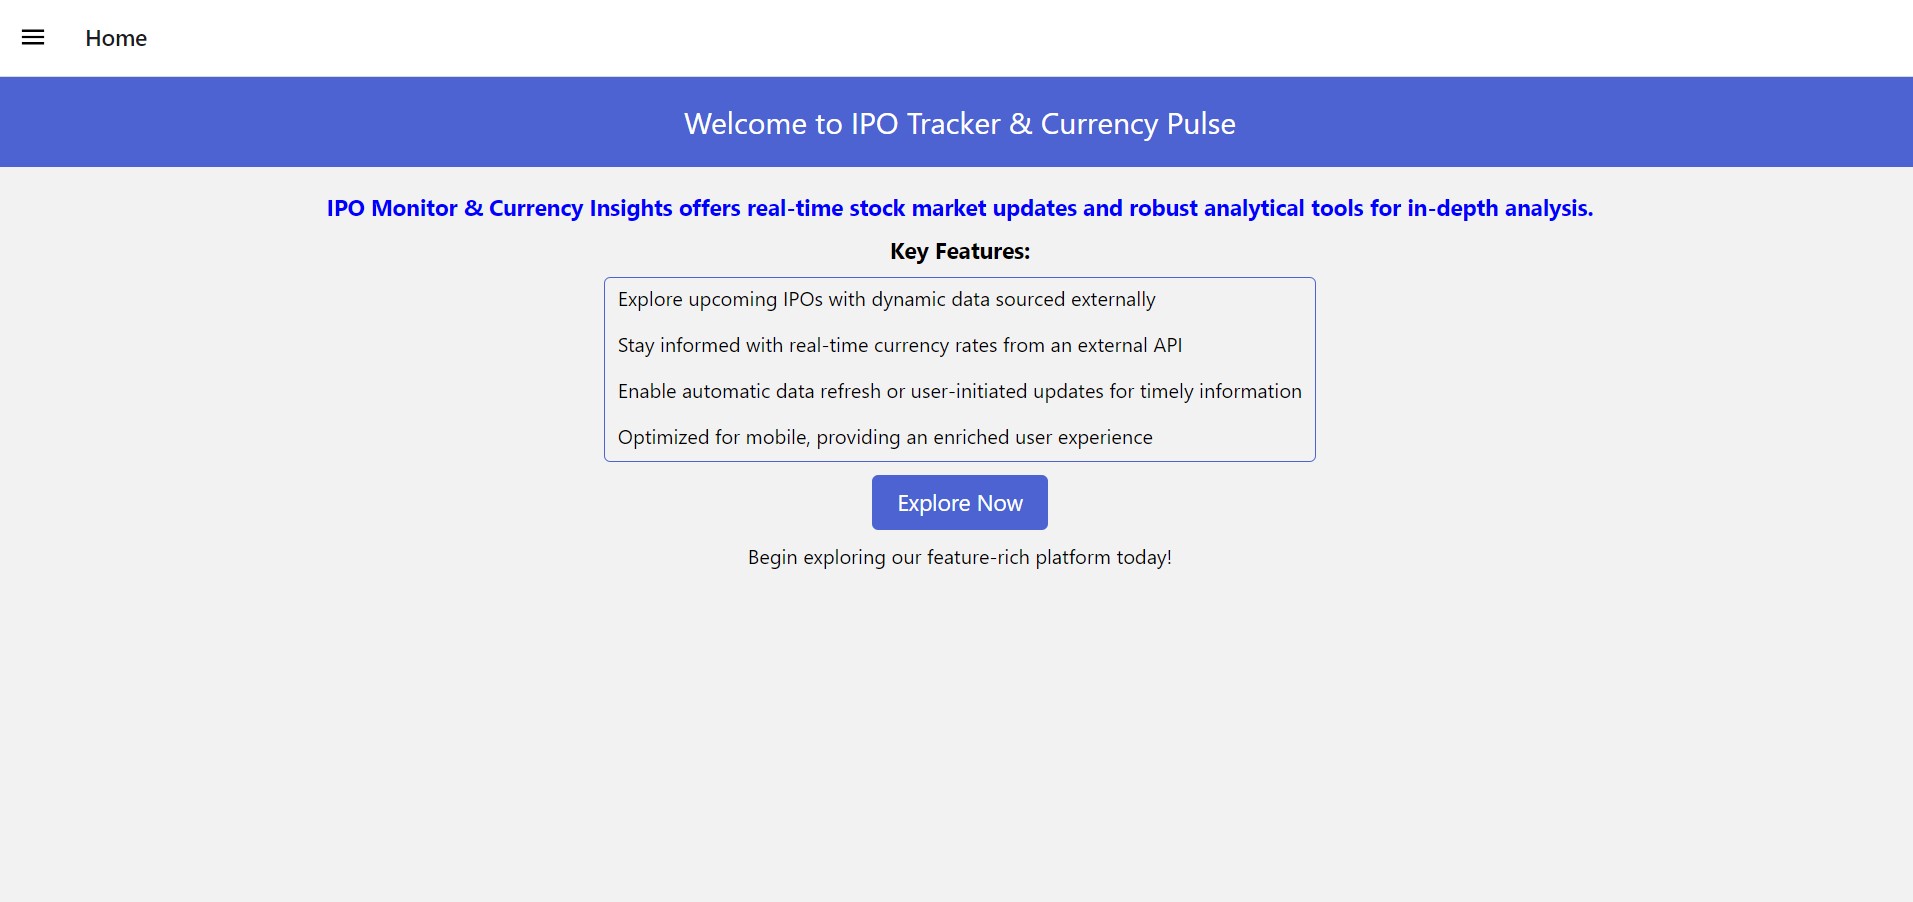 Home
Welcome to IPO Tracker & Currency Pulse
IPO Monitor & Currency Insights offers real-time stock market updates and robust analytical tools for in-depth analysis.
Key Features:
Explore upcoming IPOs with dynamic data sourced externally
Stay informed with real-time currency rates from an external API
Enable automatic data refresh or user-initiated updates for timely information
Optimized for mobile, providing an enriched user experience
Explore Now
Begin exploring our feature-rich platform today!